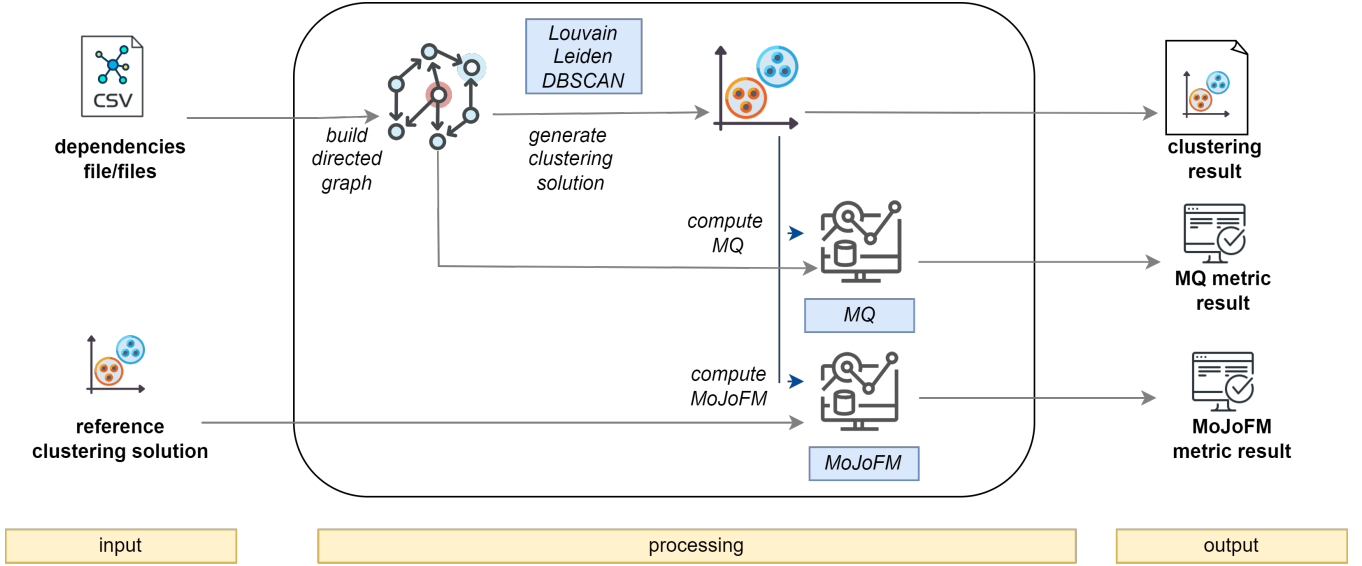 Louvain
Leiden
DBSCAN
CSV
dependencies
file/files
build
directed
graph
generate
clustering
solution
clustering
result
compute
MQ
MQ
MQ metric
result
reference
clustering solution
compute
MoJoFM
MoJoFM
MoJoFM
metric result
input
processing
output